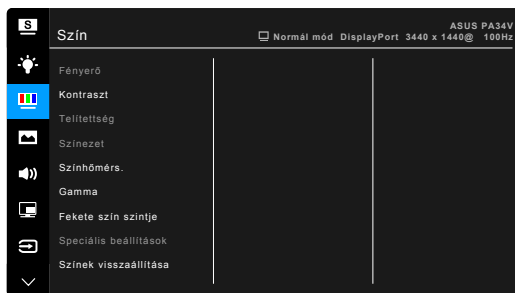 S
ASUS PA34V
Szín
Normál mód DisplayPort 3440 x 1440@ 100Hz
Fényerő
Kontraszt
Telítettség
Színezet
Színhőmérs.
Gamma
Fekete szín szintje
Speciális beállítások
Színek visszaállítása